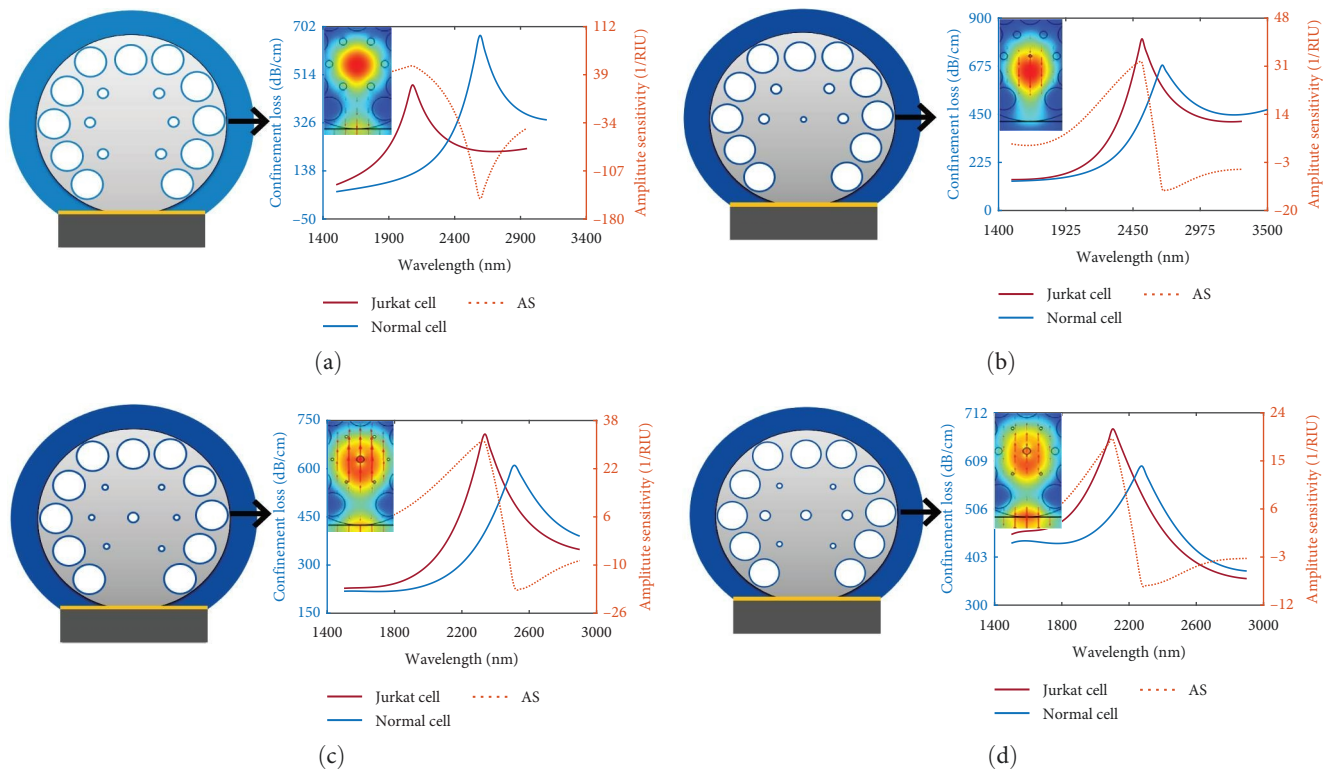 702
514
326
138
−50
Confinement loss (dB/cm)
112
39
−34
−107
−180
Amplitute sensitivity (1/RIU)
1400 1900 2400 2900 3400
Wavelength (nm)
Jurkat cell AS
Normal cell
(a)
900
675
450
225
0
Confinement loss (dB/cm)
48
31
14
−3
−20
Amplitute sensitivity (1/RIU)
1400 1925 2450 2975 3500
Wavelength (nm)
Jurkat cell AS
Normal cell
(b)
750
600
450
300
150
Confinement loss (dB/cm)
38
22
6
−10
−26
Amplitute sensitivity (1/RIU)
1400 1800 2200 2600 3000
Wavelength (nm)
Jurkat cell AS
Normal cell
(c)
712
609
506
403
300
Confinement loss (dB/cm)
24
15
6
−3
−12
Amplitute sensitivity (1/RIU)
1400 1800 2200 2600 3000
Wavelength (nm)
Jurkat cell AS
Normal cell
(d)